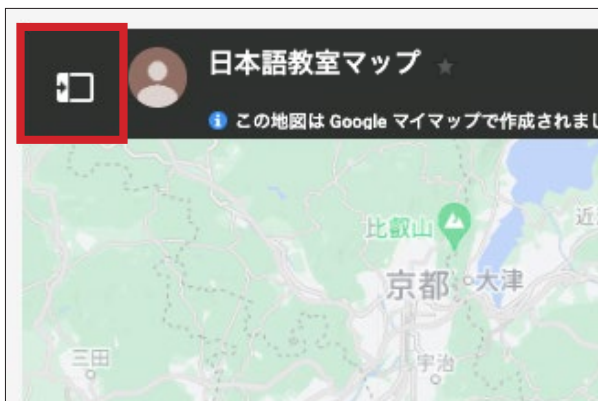 日本語教室マップ
この地図は Google マイマップで作成されまし
比叡山
近
京都
大津
三田
宇治